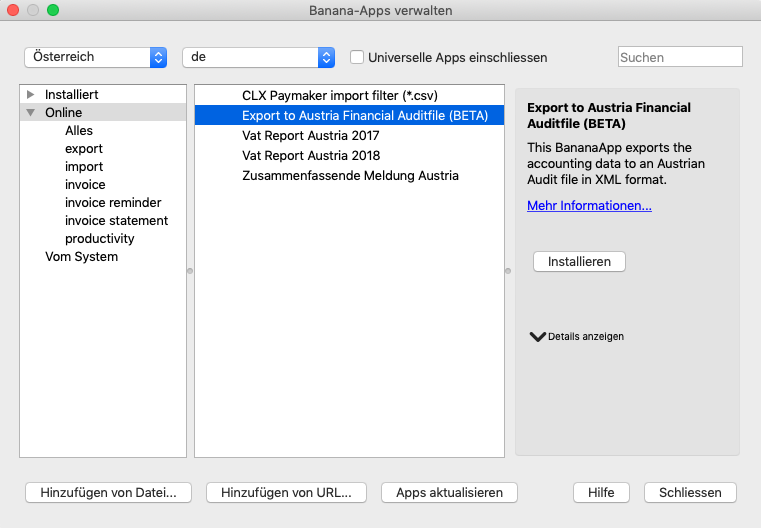 Banana-Apps verwalten
Österreich
de
Universelle Apps einschliessen
Suchen
Installiert
Online
Alles
export
import
invoice
invoice reminder
invoice statement
productivity
Vom System
CLX Paymaker import filter (*.csv)
Export to Austria Financial Auditfile (BETA)
Vat Report Austria 2017
Vat Report Austria 2018
Zusammenfassende Meldung Austria
Export to Austria Financial
Auditfile (BETA)
This BananaApp exports the
accounting data to an Austrian
Audit file in XML format.
Mehr Informationen...
Installieren
Details anzeigen
Hinzufügen von Datei...
Hinzufügen von URL...
Apps aktualisieren
Hilfe
Schliessen